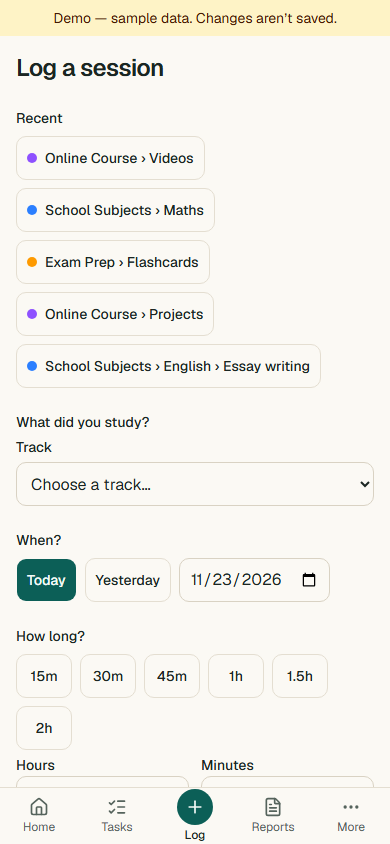 Demo — sample data. Changes aren't saved.
Log a session
Recent
Online Course › Videos
School Subjects › Maths
Exam Prep › Flashcards
Online Course › Projects
School Subjects › English › Essay writing
What did you study?
Track
Choose a track...
When?
Today Yesterday 11/23/2026
How long?
15m 30m 45m 1h 1.5h
2h
Hours Minutes
Home Tasks Log Reports More